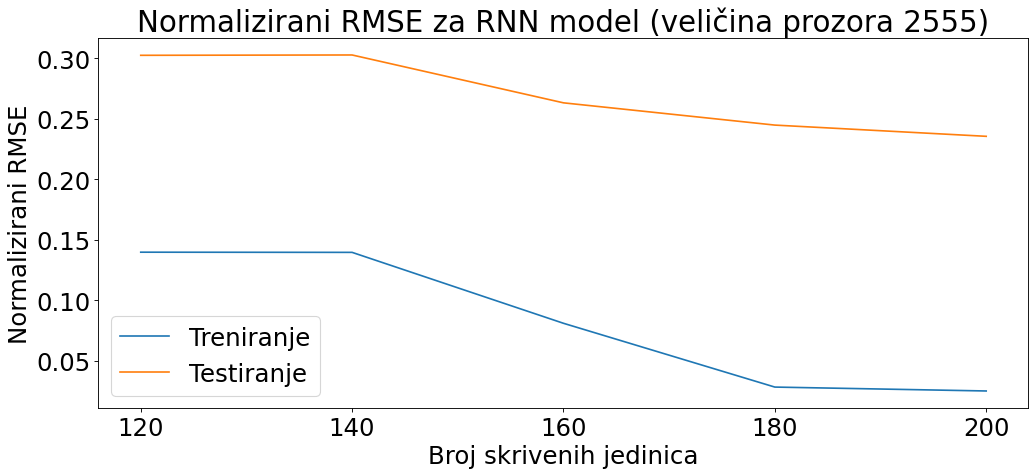 Normalizirani RMSE za RNN model (veličina prozora 2555)
Normalizirani RMSE
0.30
0.25
0.20
0.15
0.10
0.05
Treniranje
Testiranje
120 140 160 180 200
Broj skrivenih jedinica